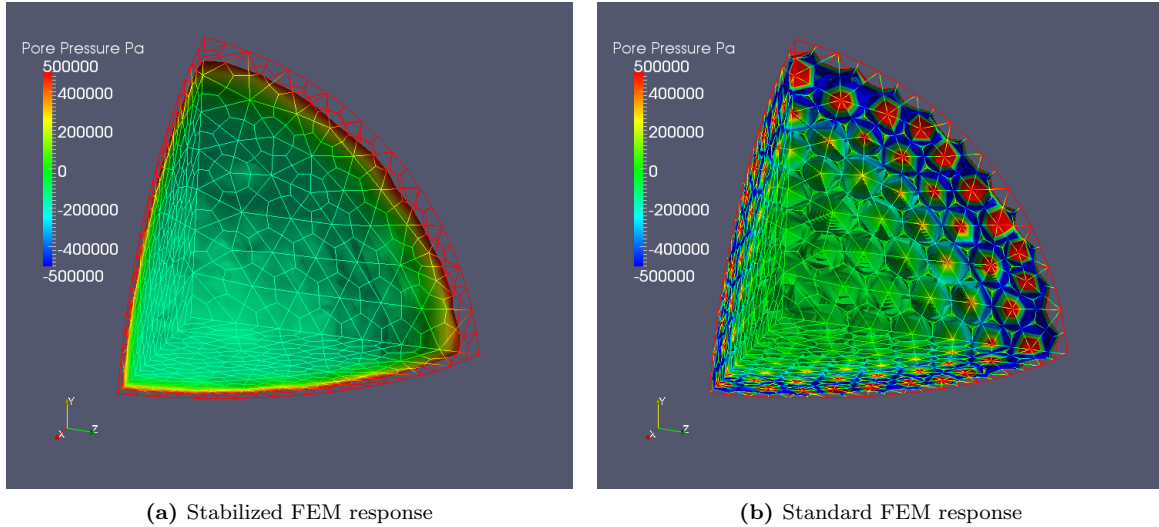 Pore Pressure Pa
500000
400000
200000
0
-200000
-400000
-500000
Y
X
Z
(a) Stabilized FEM response
Pore Pressure Pa
500000
400000
200000
0
-200000
-400000
-500000
Y
X
Z
(b) Standard FEM response